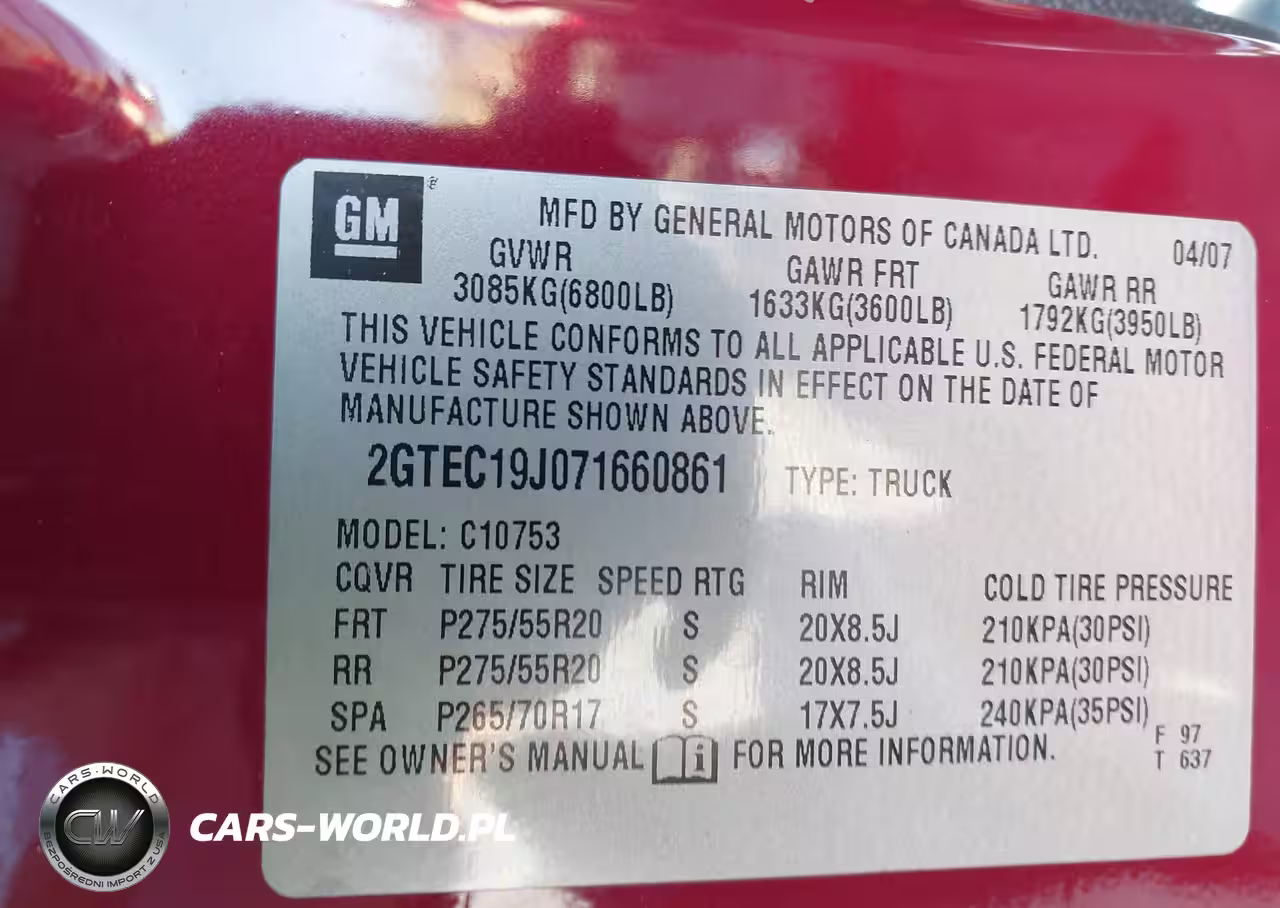 GM
®
MFD BY GENERAL MOTORS OF CANADA LTD. 04/07
GVWR GAWR FRT GAWR RR
3085KG(6800LB) 1633KG(3600LB) 1792KG(3950LB)
THIS VEHICLE CONFORMS TO ALL APPLICABLE U.S. FEDERAL MOTOR
VEHICLE SAFETY STANDARDS IN EFFECT ON THE DATE OF
MANUFACTURE SHOWN ABOVE.
2GTEC19J071660861 TYPE: TRUCK
MODEL: C10753
CQVR TIRE SIZE SPEED RTG RIM COLD TIRE PRESSURE
FRT P275/55R20 S 20X8.5J 210KPA(30PSI)
RR P275/55R20 S 20X8.5J 210KPA(30PSI)
SPA P265/70R17 S 17X7.5J 240KPA(35PSI)
F 97
SEE OWNER'S MANUAL i FOR MORE INFORMATION. T 637
CARS-WORLD
CW
BEZPOŚREDNI IMPORT Z USA
CARS-WORLD.PL